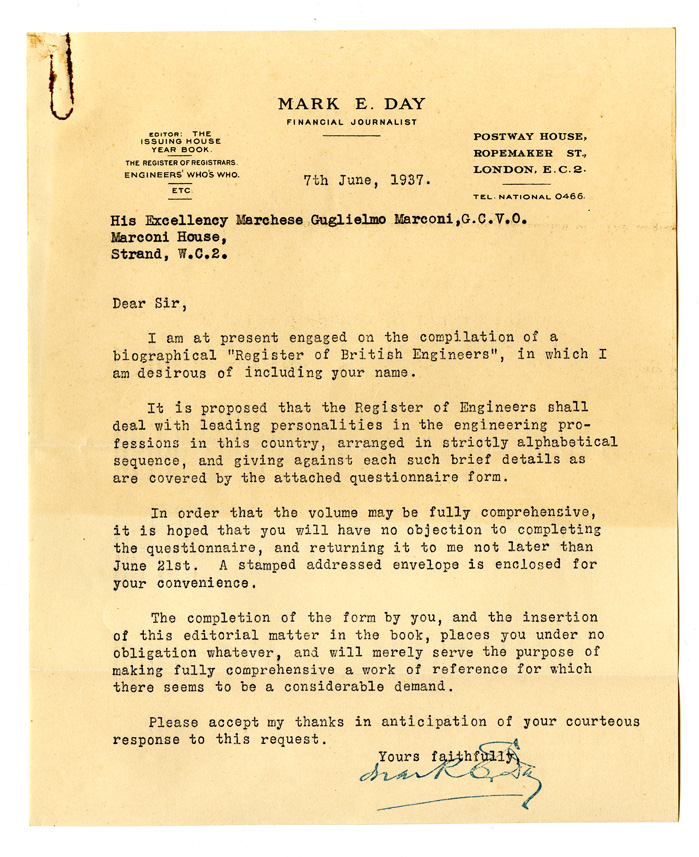 MARK E. DAY
FINANCIAL JOURNALIST
EDITOR: THE
ISSUING HOUSE
YEAR BOOK.
THE REGISTER OF REGISTRARS.
ENGINEERS' WHO'S WHO.
ETC.
POSTWAY HOUSE,
ROPEMAKER ST.,
LONDON, E.C.2.
TEL. NATIONAL 0466.
7th June, 1937.
His Excellency Marchese Guglielmo Marconi,G.C.V.O.
Marconi House,
Strand, W.C.2.
Dear Sir,
I am at present engaged on the compilation of a
biographical "Register of British Engineers", in which I
am desirous of including your name.
It is proposed that the Register of Engineers shall
deal with leading personalities in the engineering pro-
fessions in this country, arranged in strictly alphabetical
sequence, and giving against each such brief details as
are covered by the attached questionnaire form.
In order that the volume may be fully comprehensive,
it is hoped that you will have no objection to completing
the questionnaire, and returning it to me not later than
June 21st. A stamped addressed envelope is enclosed for
your convenience.
The completion of the form by you, and the insertion
of this editorial matter in the book, places you under no
obligation whatever, and will merely serve the purpose of
making fully comprehensive a work of reference for which
there seems to be a considerable demand.
Please accept my thanks in anticipation of your courteous
response to this request.
Yours faithfully,
Mark E. Day